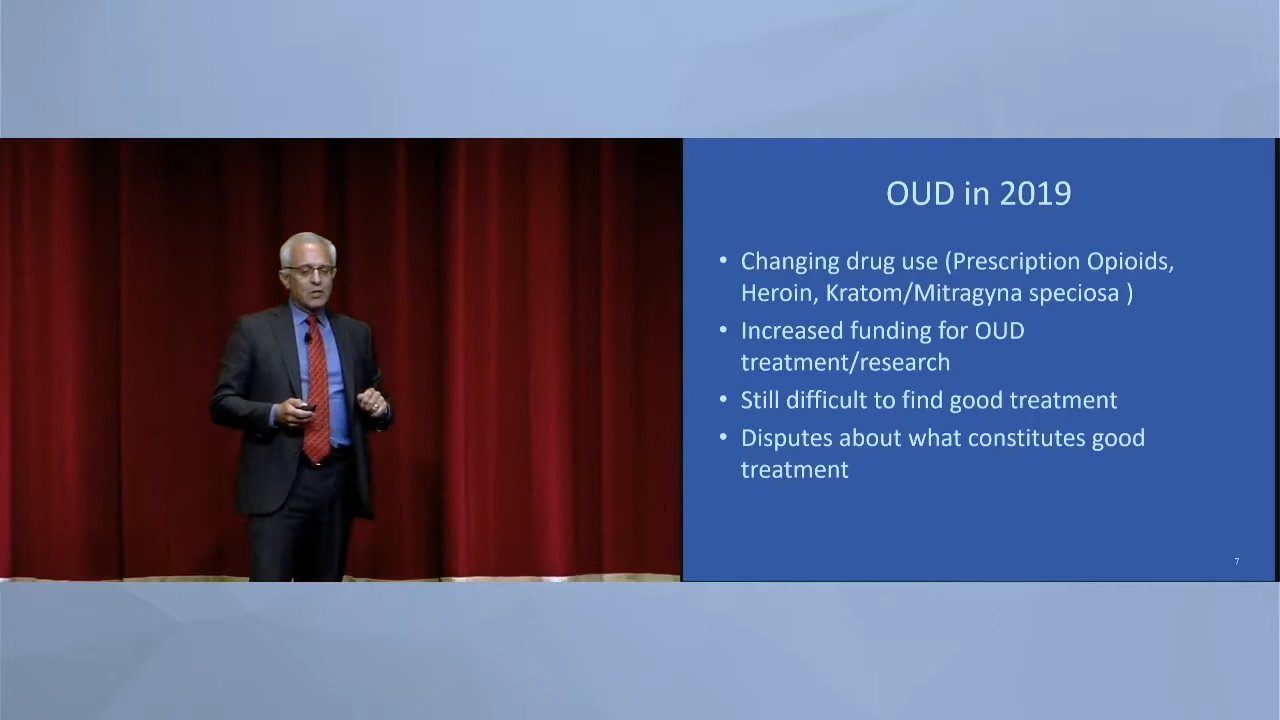 OUD in 2019
• Changing drug use (Prescription Opioids,
Heroin, Kratom/Mitragyna speciosa )
• Increased funding for OUD
treatment/research
• Still difficult to find good treatment
• Disputes about what constitutes good
treatment
7